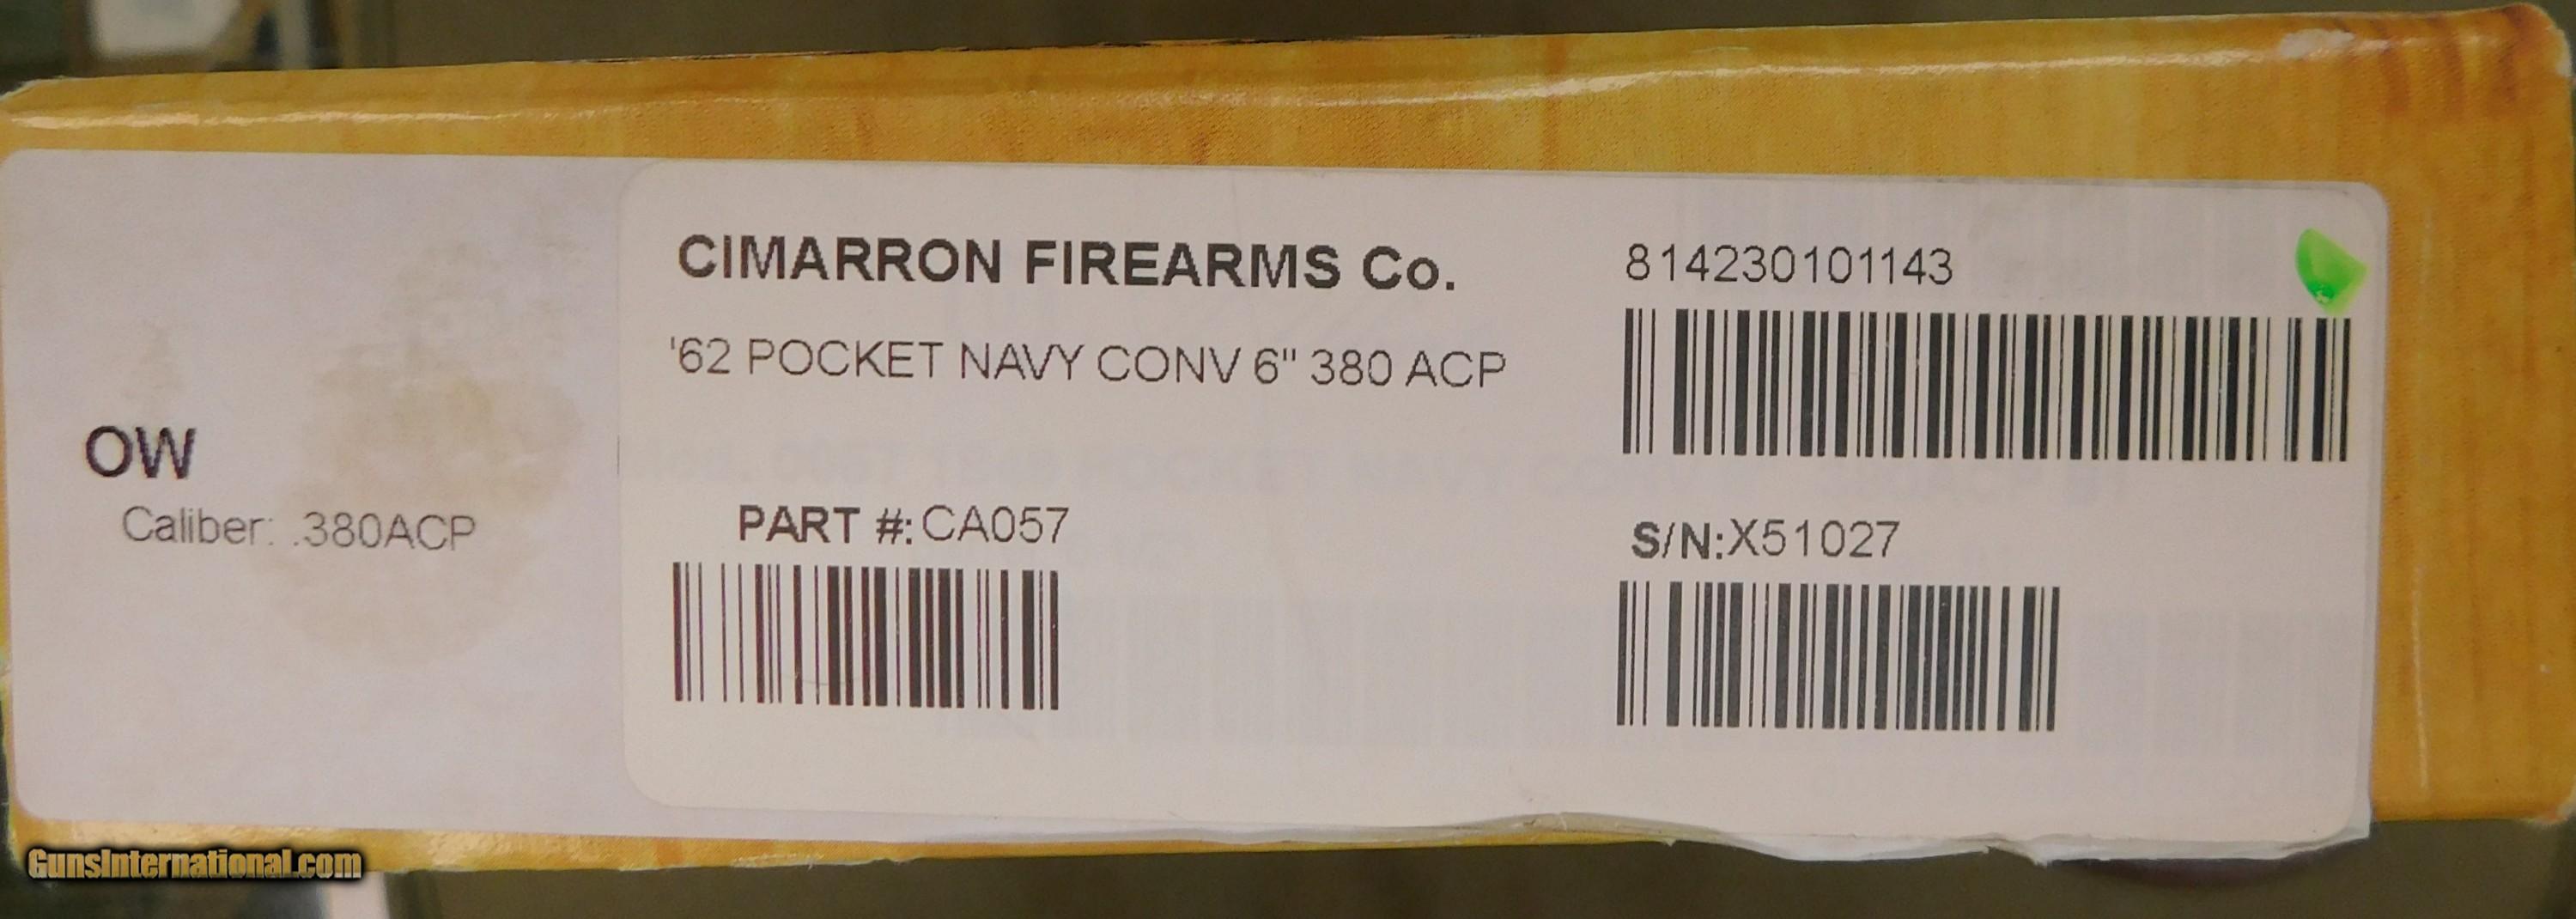 CIMARRON FIREARMS Co.
814230101143
'62 POCKET NAVY CONV 6" 380 ACP
OW
Caliber: .380ACP
PART #: CA057
S/N:X51027
GunsInternational.com